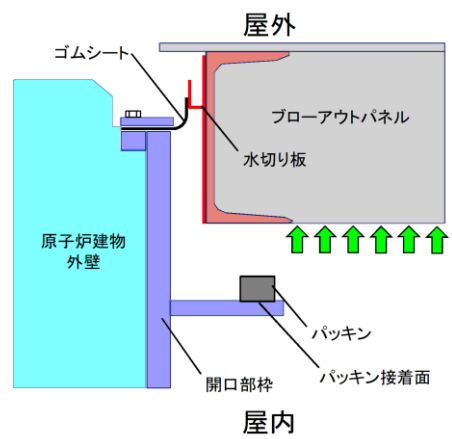 屋外
ゴムシート
ブローアウトパネル
水切り板
原子炉建物
外壁
パッキン
パッキン接着面
開口部枠
屋内